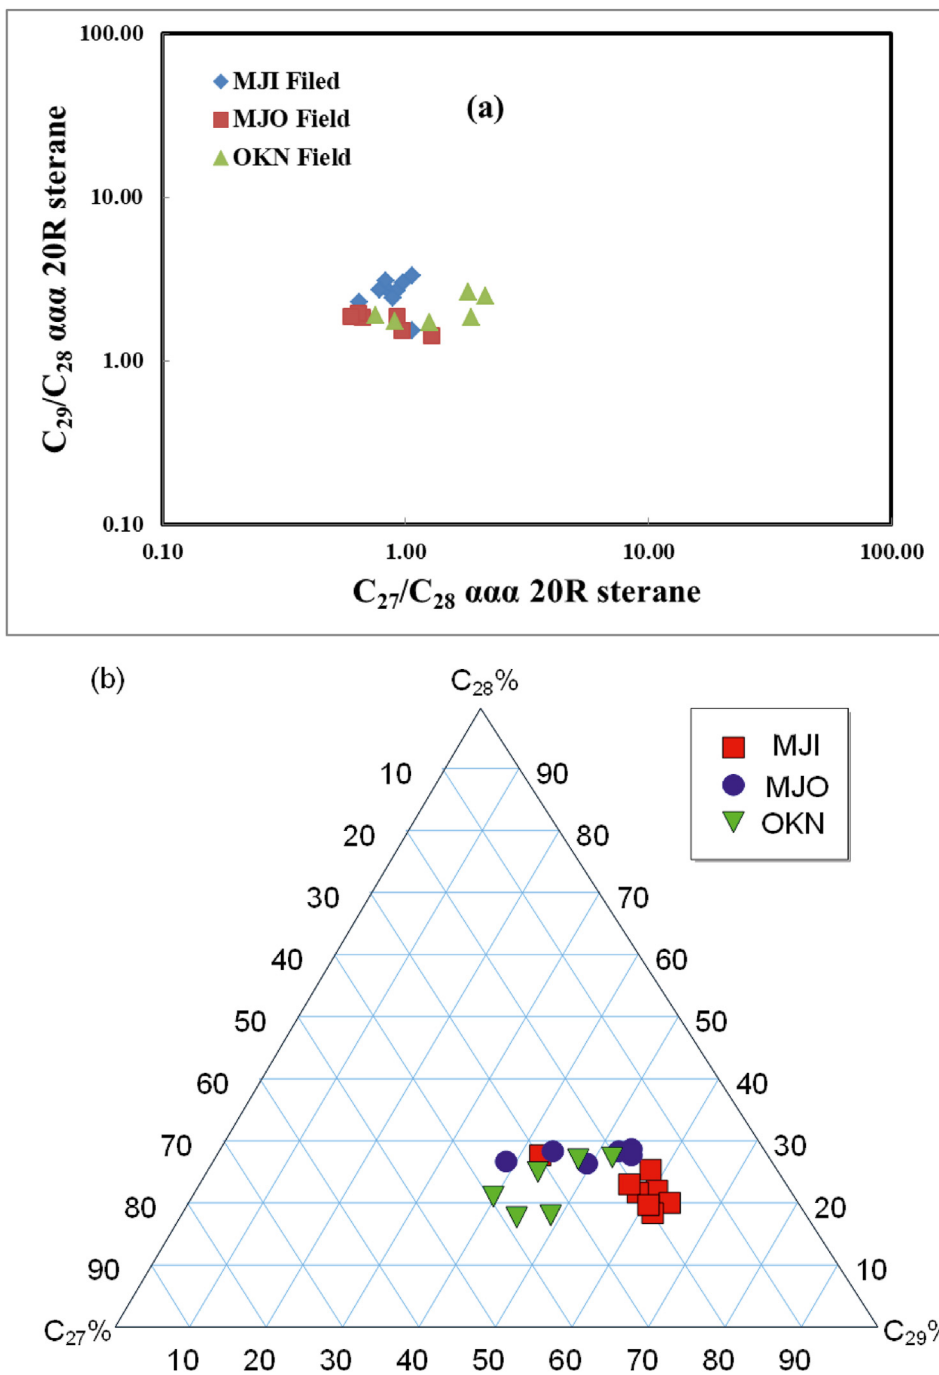 100.00
MJI Filed
MJO Field
(a)
OKN Field
10.00
1.00
0.10
C₂₉/C₂₈ ααα 20R sterane
0.10 1.00 10.00 100.00
C₂₇/C₂₈ ααα 20R sterane
(b)
C₂₈%
MJI
MJO
OKN
10 90
20 80
30 70
40 60
50 50
60 40
70 30
80 20
90 10
C₂₇% C₂₉%
10 20 30 40 50 60 70 80 90